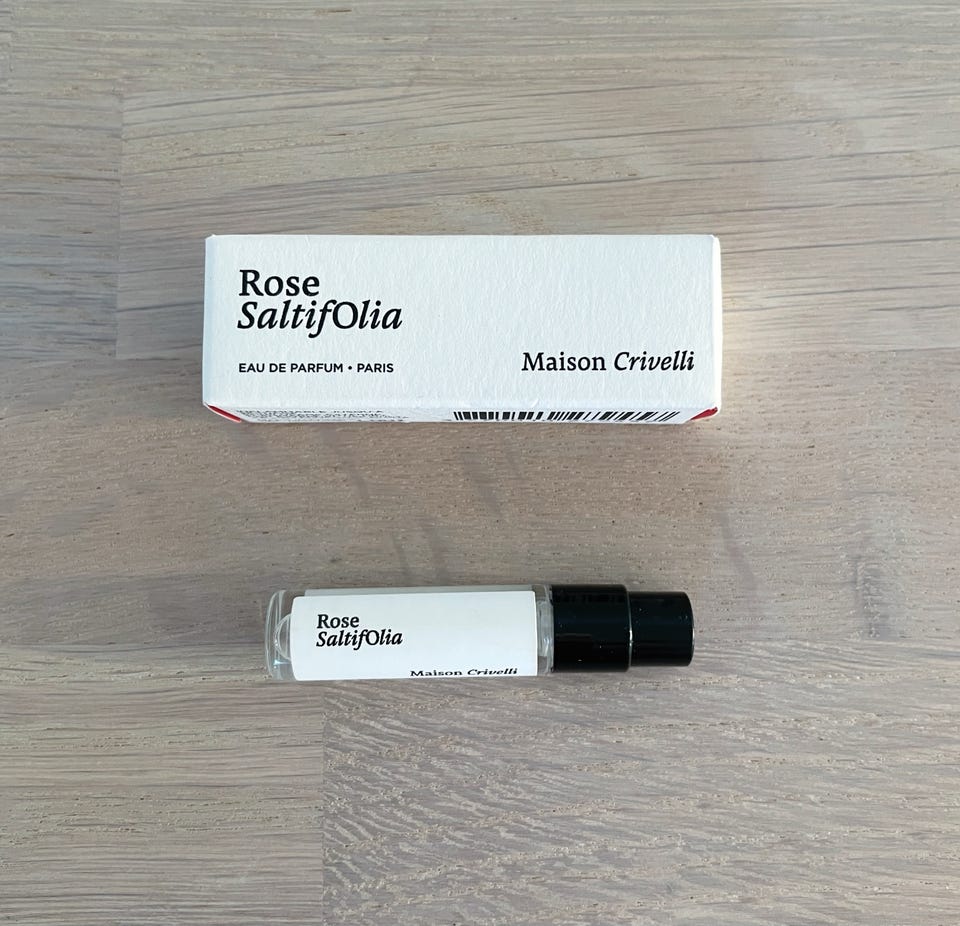 Rose
SaltifOlia
EAU DE PARFUM • PARIS
Maison Crivelli
Rose
SaltifOlia
Maison Crivelli